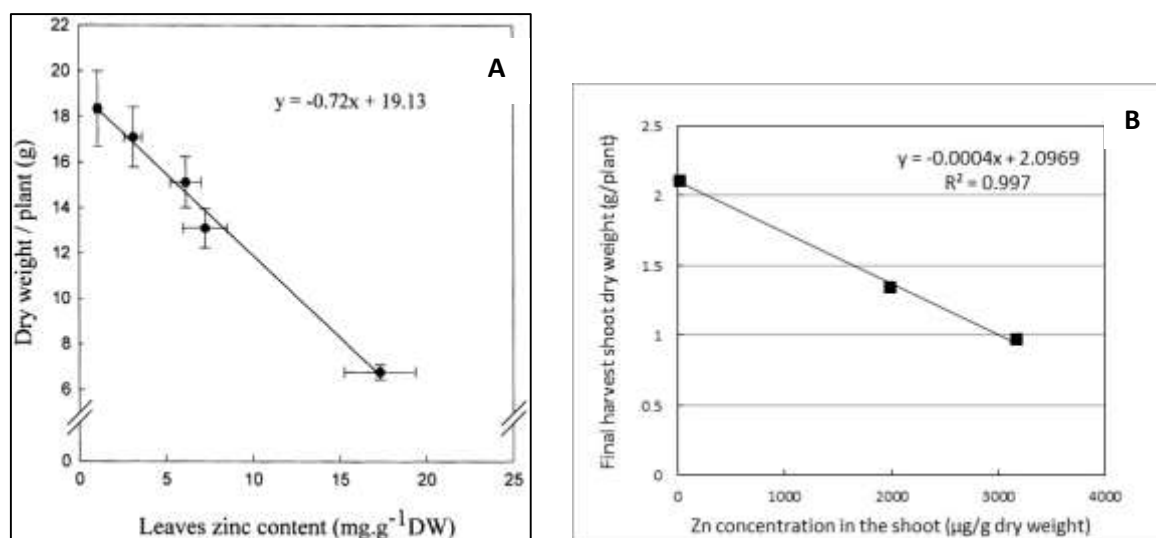 A
y = -0.72x + 19.13
Dry weight / plant (g)
22
20
18
16
14
12
10
8
6
0
0 5 10 15 20 25
Leaves zinc content (mg.g⁻¹DW)
B
y = -0.0004x + 2.0969
R² = 0.997
Final harvest shoot dry weight (g/plant)
2.5
2
1.5
1
0.5
0
0 1000 2000 3000 4000
Zn concentration in the shoot (µg/g dry weight)